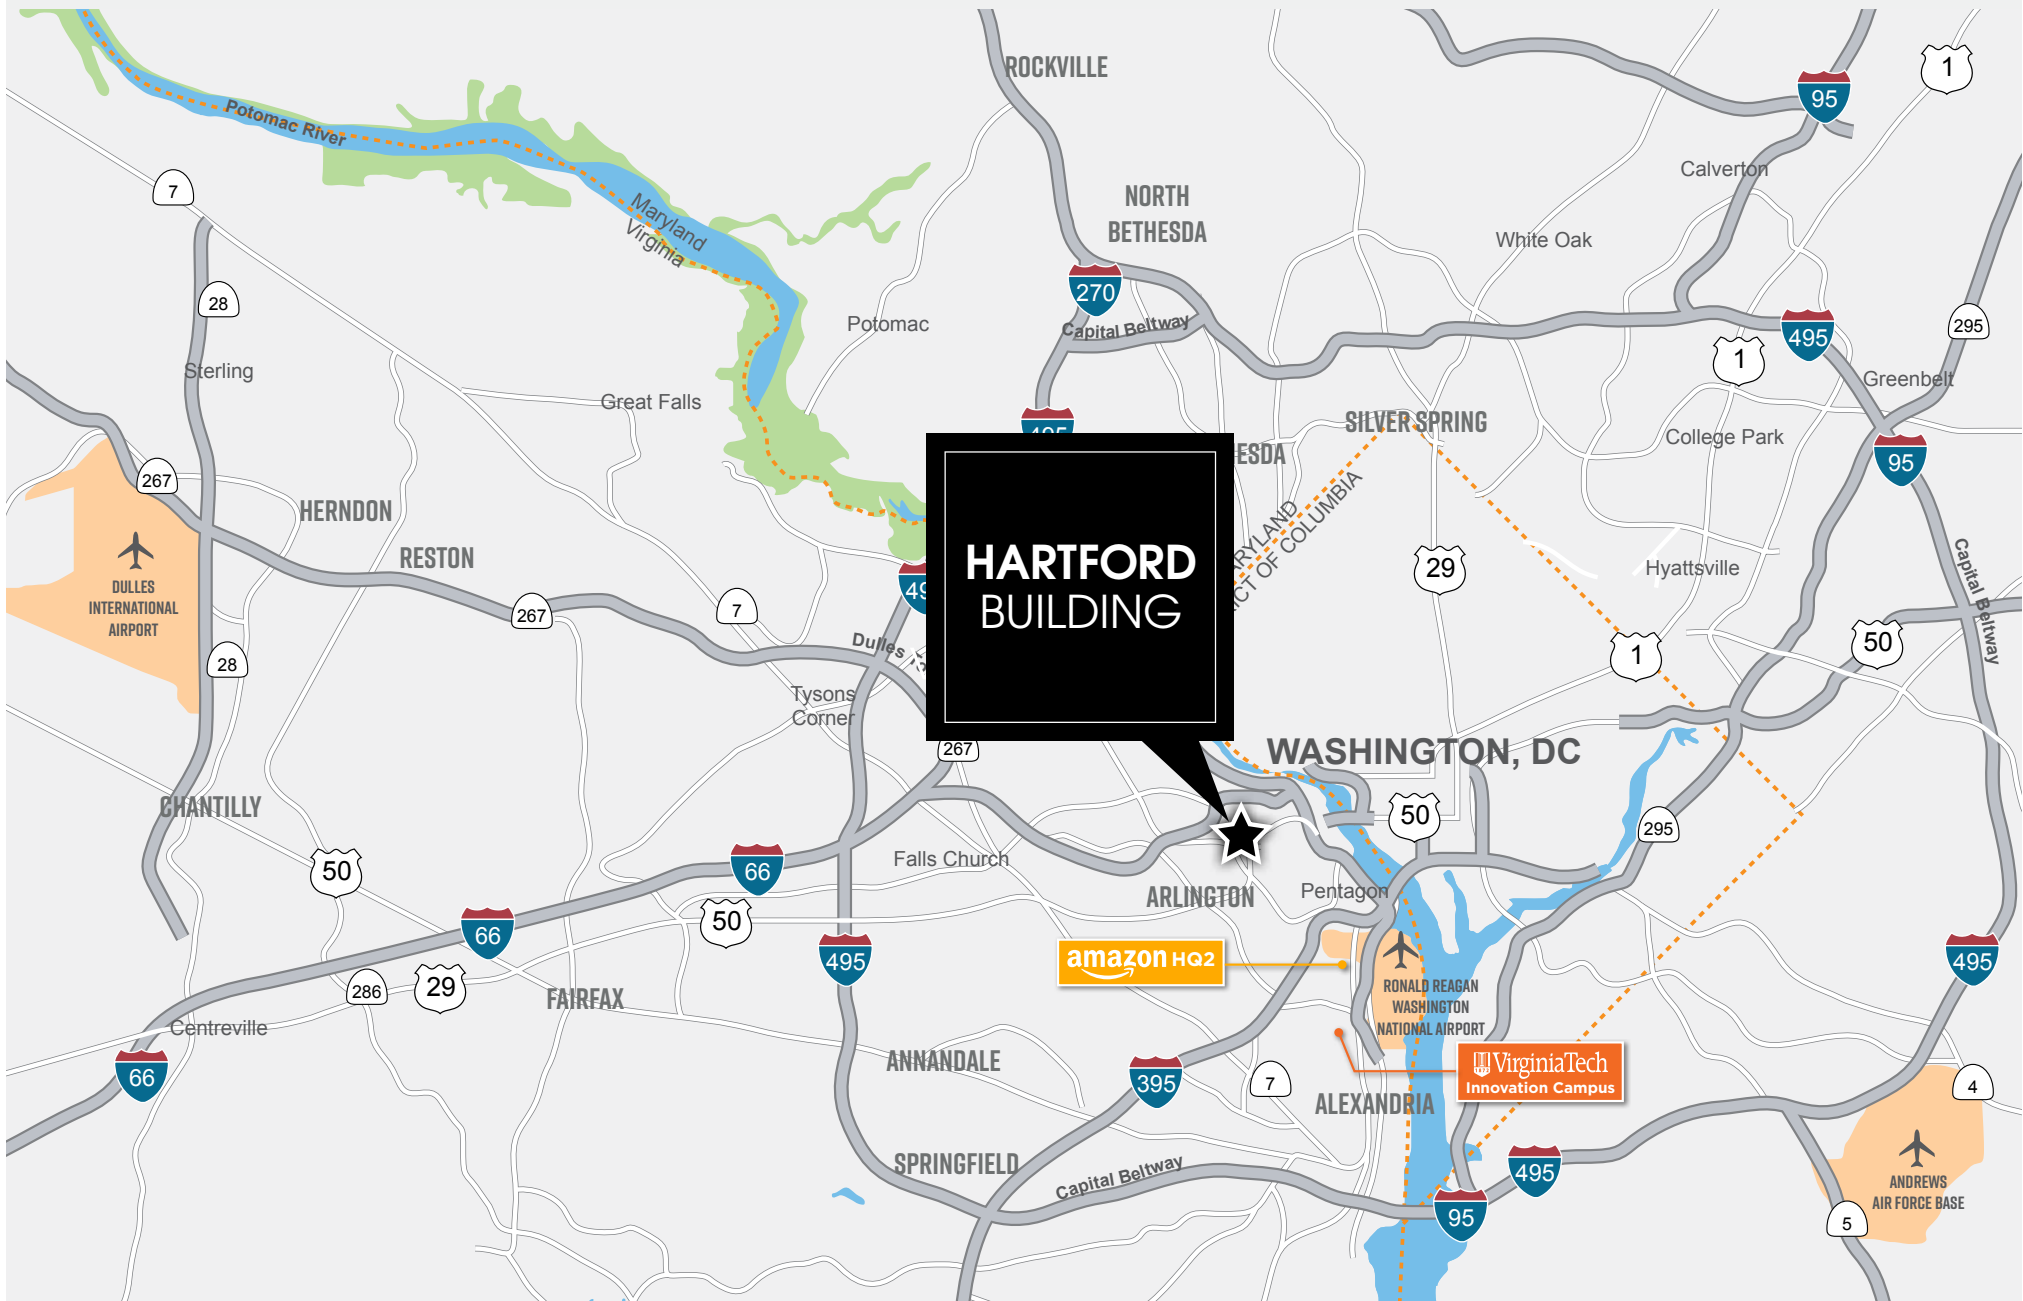 ROCKVILLE
1
95
Potomac River
Calverton
7
NORTH
BETHESDA
Maryland
Virginia
White Oak
28
270
Potomac
Capital Beltway
295
495
1
Sterling
Greenbelt
Great Falls
SILVER SPRING
College Park
95
267
HERNDON
HARTFORD
BUILDING
DISTRICT OF COLUMBIA
29
RESTON
Hyattsville
Capital Beltway
DULLES
INTERNATIONAL
AIRPORT
267
7
50
1
28
Dulles
Tysons
Corner
267
WASHINGTON, DC
CHANTILLY
50
295
50
66
Falls Church
ARLINGTON
Pentagon
50
66
495
amazon HQ2
495
286
29
FAIRFAX
RONALD REAGAN
WASHINGTON
NATIONAL AIRPORT
Centreville
66
ANNANDALE
395
7
VirginiaTech
Innovation Campus
4
ALEXANDRIA
SPRINGFIELD
Capital Beltway
495
95
ANDREWS
AIR FORCE BASE
5